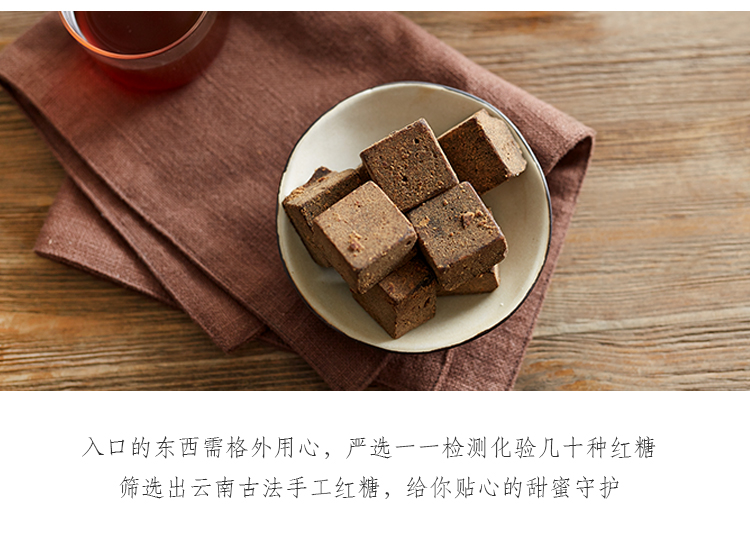 入口的东西需格外用心，严选一一检测化验几十种红糖
筛选出云南古法手工红糖，给你贴心的甜蜜守护